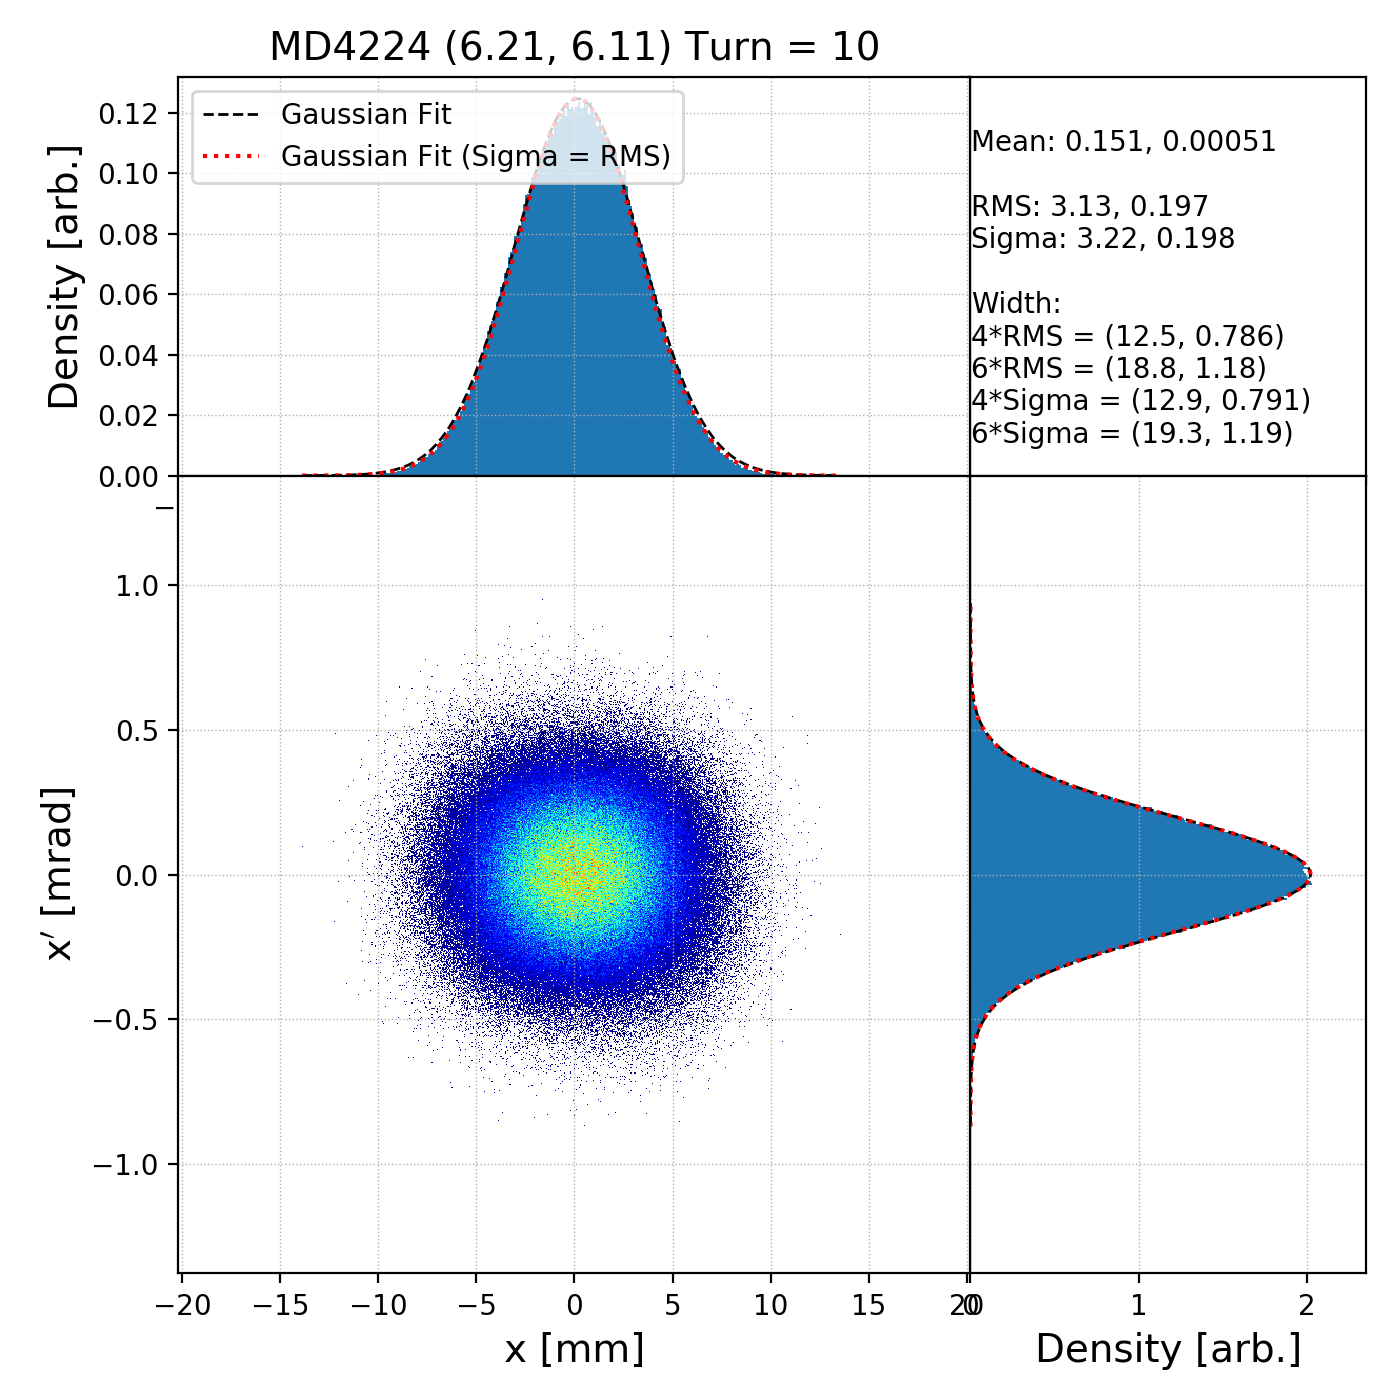 MD4224 (6.21, 6.11) Turn = 10
Gaussian Fit
Gaussian Fit (Sigma = RMS)
Density [arb.]
0.12
0.10
0.08
0.06
0.04
0.02
0.00
Mean: 0.151, 0.00051
RMS: 3.13, 0.197
Sigma: 3.22, 0.198
Width:
4*RMS = (12.5, 0.786)
6*RMS = (18.8, 1.18)
4*Sigma = (12.9, 0.791)
6*Sigma = (19.3, 1.19)
x′ [mrad]
1.0
0.5
0.0
−0.5
−1.0
−20 −15 −10 −5 0 5 10 15 20
x [mm]
0 1 2
Density [arb.]